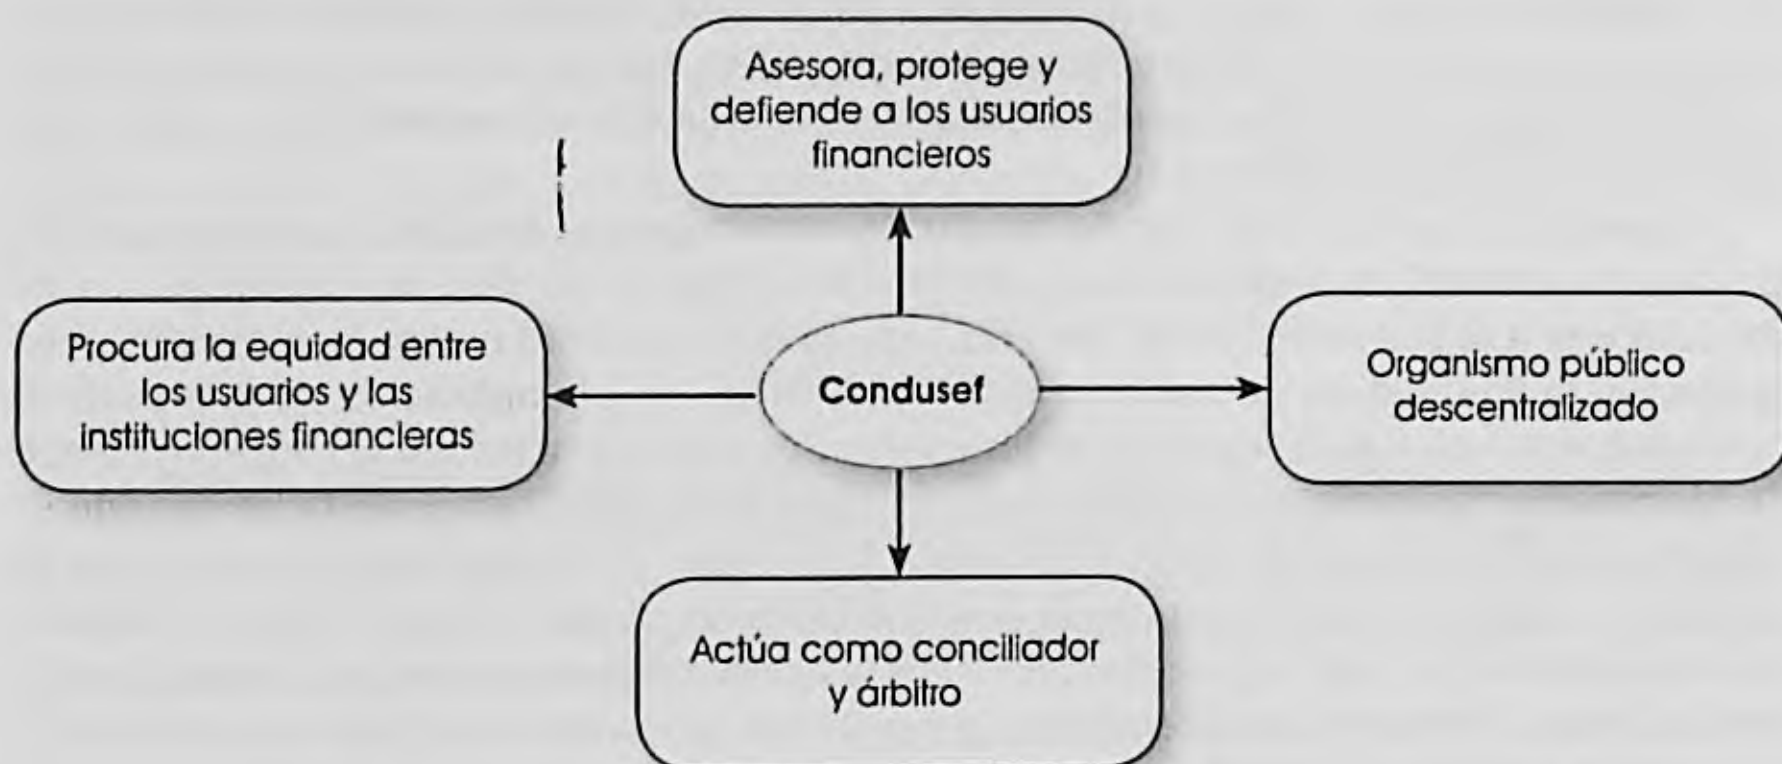 Asesora, protege y
defiende a los usuarios
financieros
Procura la equidad entre
los usuarios y las
instituciones financieras
Condusef
Organismo público
descentralizado
Actúa como conciliador
y árbitro